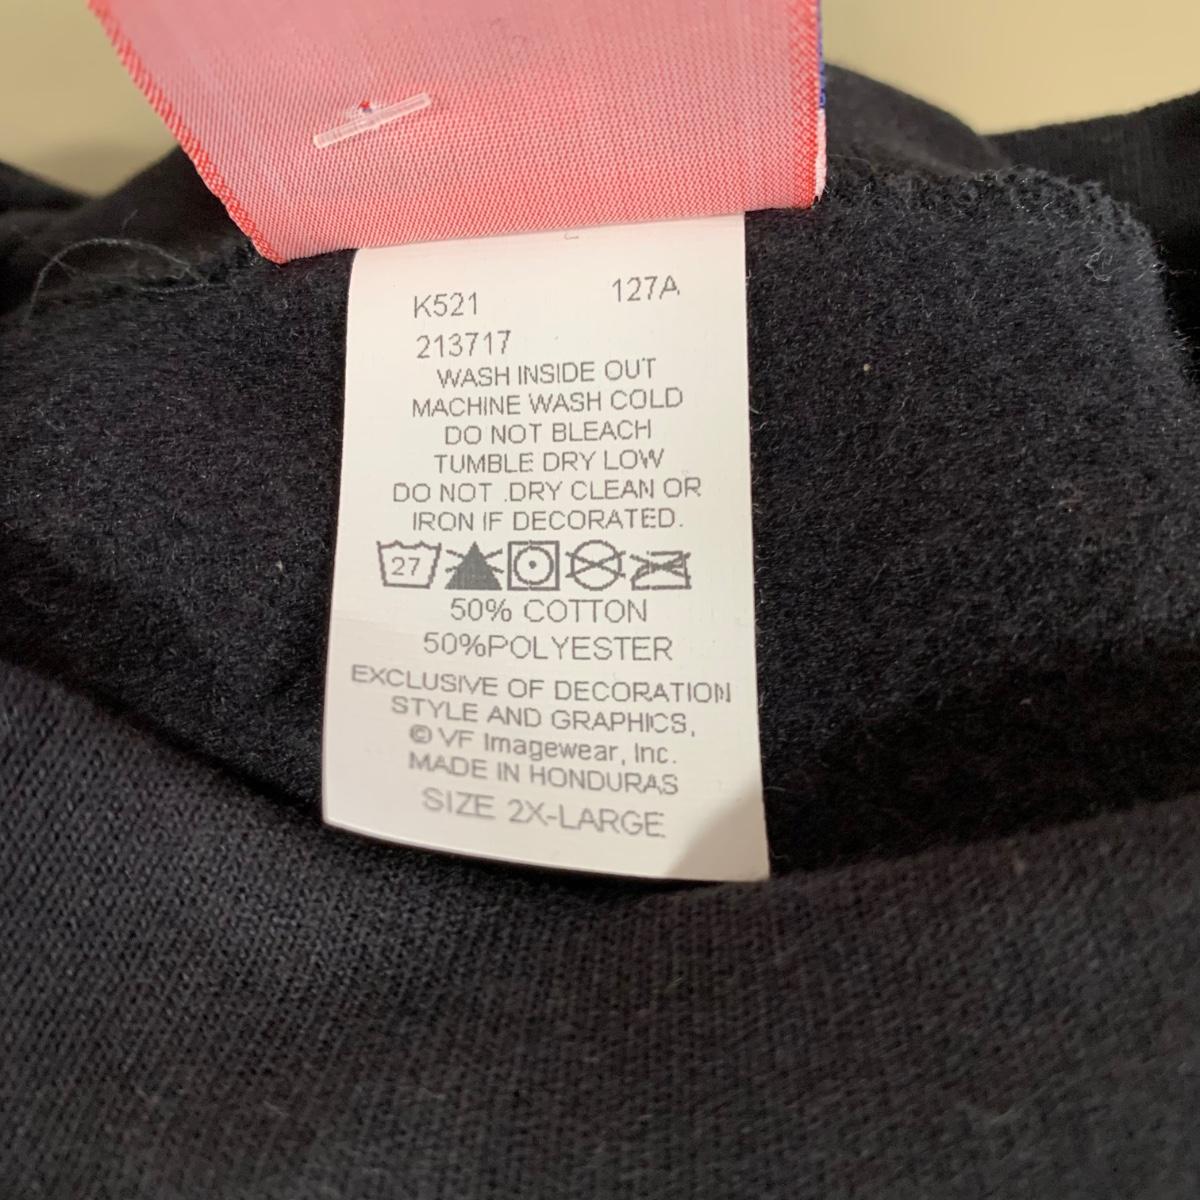 K521 127A
213717
WASH INSIDE OUT
MACHINE WASH COLD
DO NOT BLEACH
TUMBLE DRY LOW
DO NOT .DRY CLEAN OR
IRON IF DECORATED.
27
50% COTTON
50%POLYESTER
EXCLUSIVE OF DECORATION
STYLE AND GRAPHICS,
© VF Imagewear, Inc.
MADE IN HONDURAS
SIZE 2X-LARGE